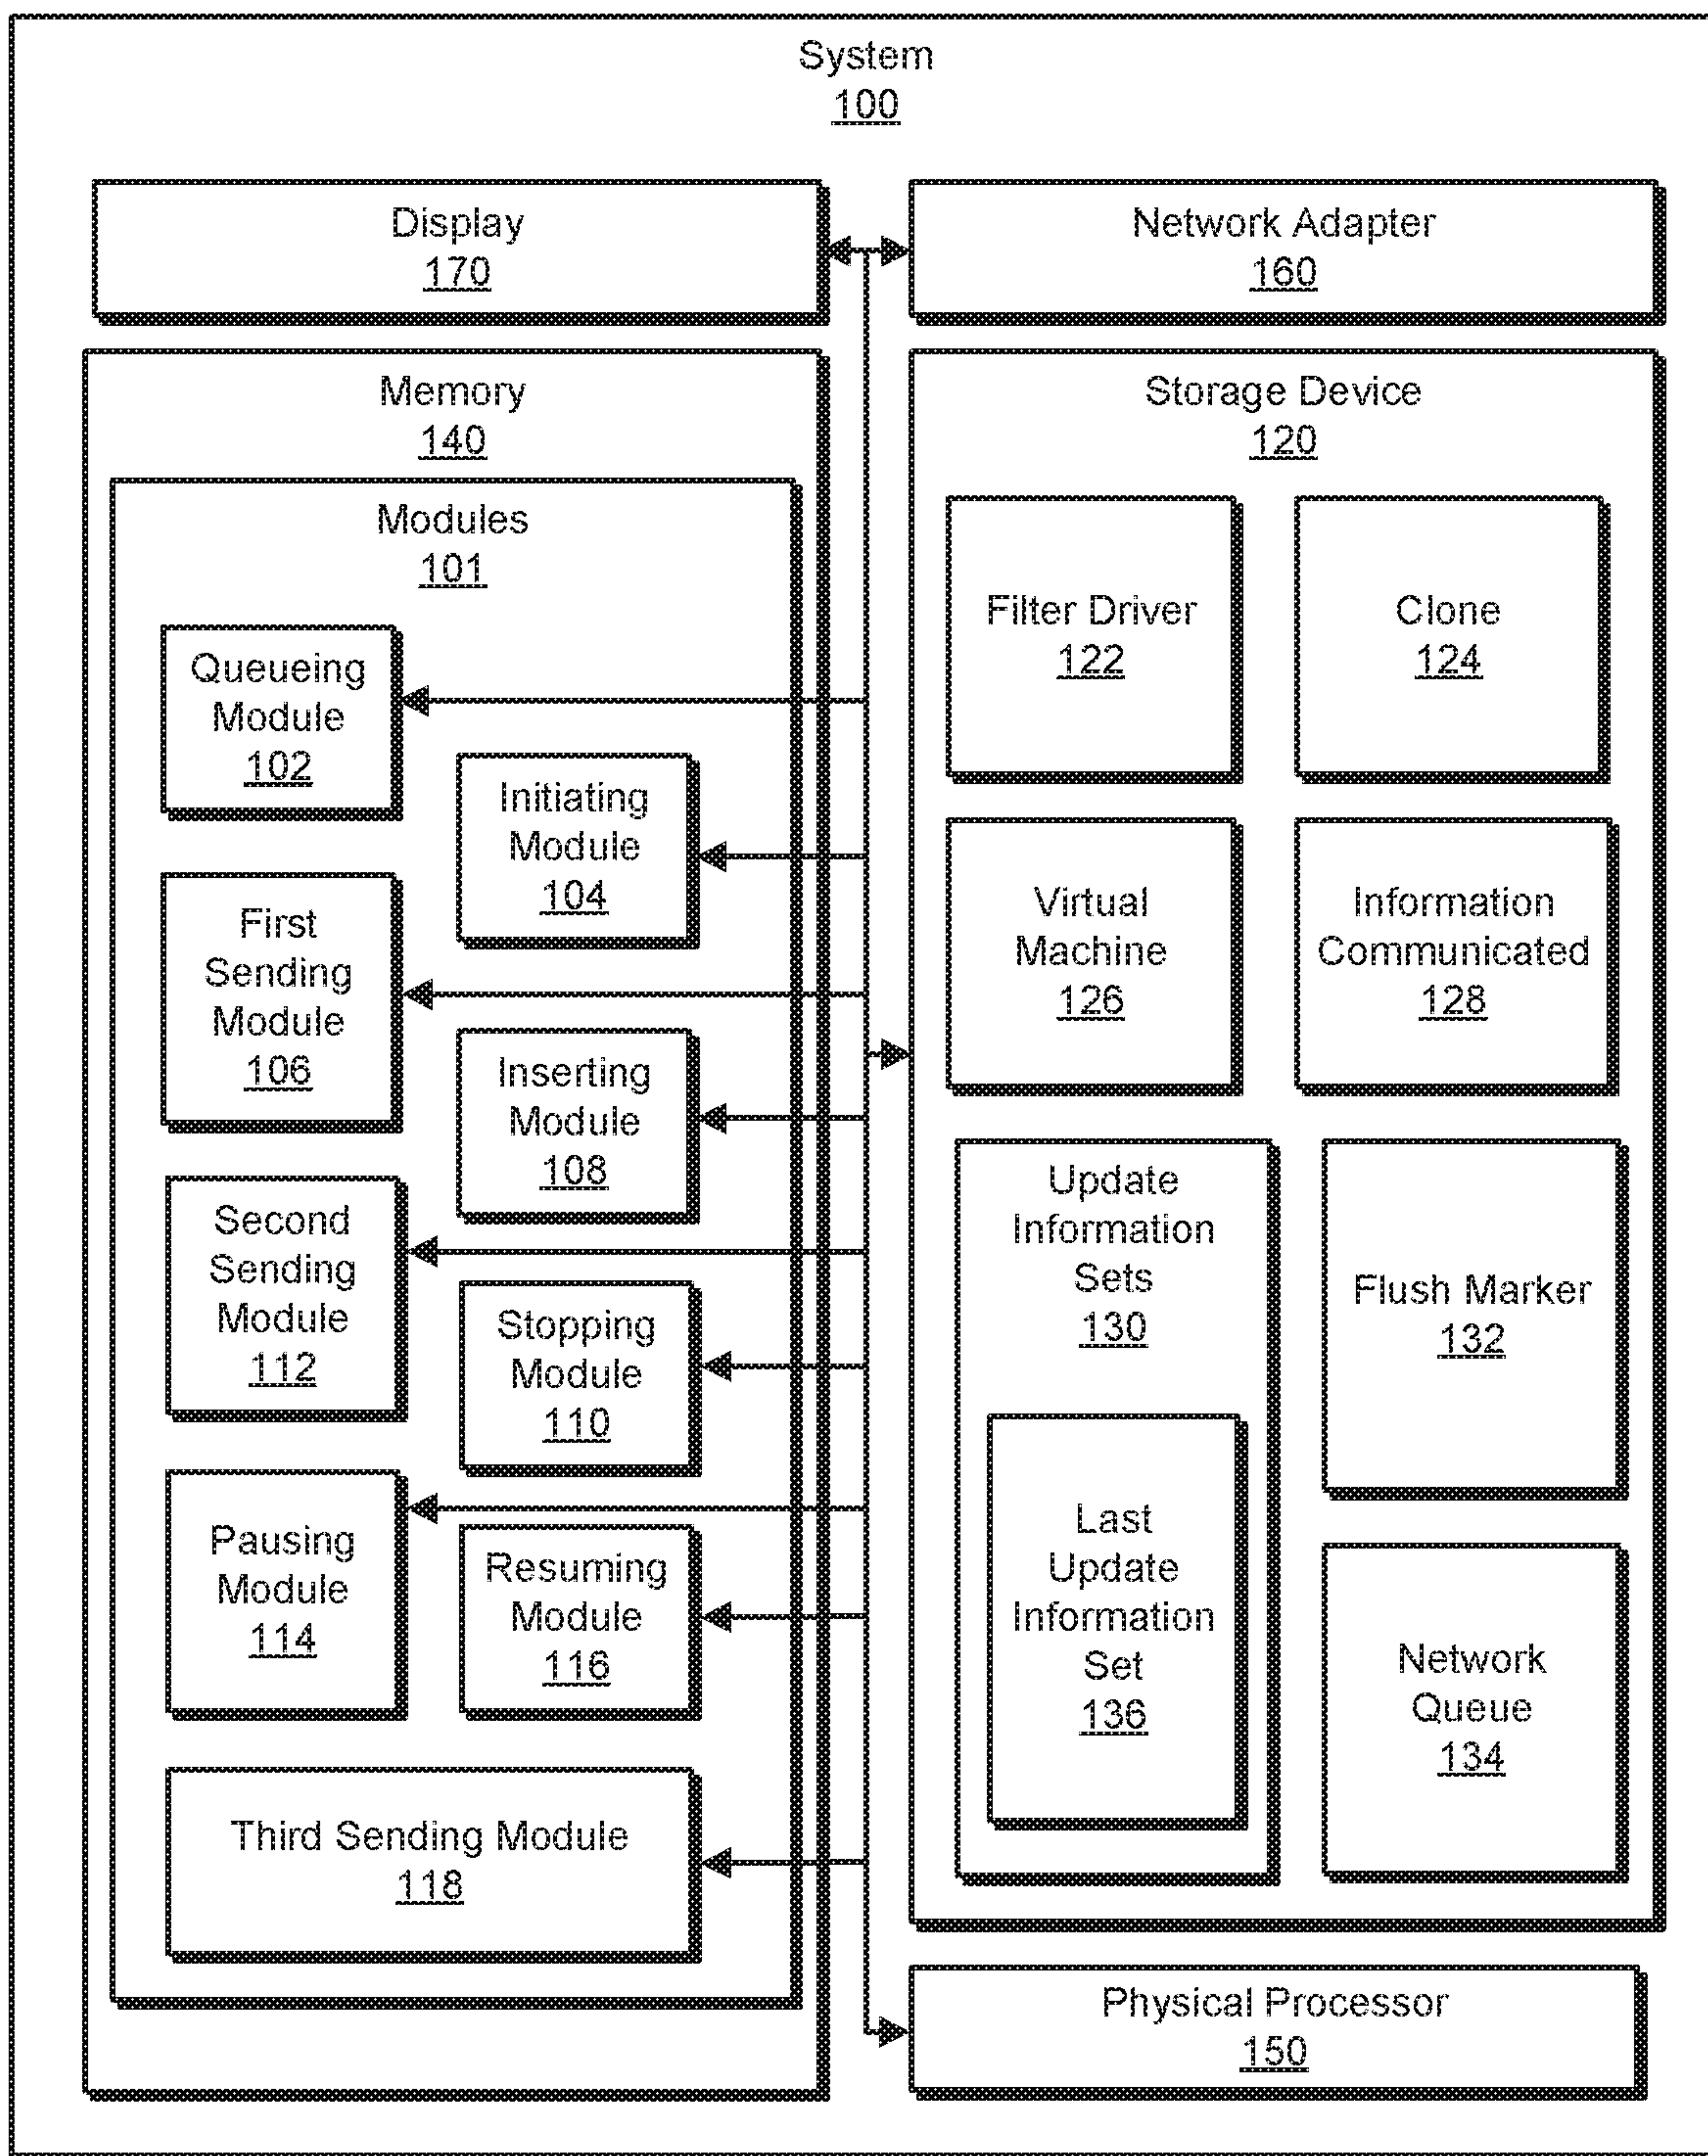 System
100
Display
170
Network Adapter
160
Memory
140
Modules
101
Queueing
Module
102
Initiating
Module
104
First
Sending
Module
106
Inserting
Module
108
Second
Sending
Module
112
Stopping
Module
110
Pausing
Module
114
Resuming
Module
116
Third Sending Module
118
Storage Device
120
Filter Driver
122
Clone
124
Virtual
Machine
126
Information
Communicated
128
Update
Information
Sets
130
Last
Update
Information
Set
136
Flush Marker
132
Network
Queue
134
Physical Processor
150